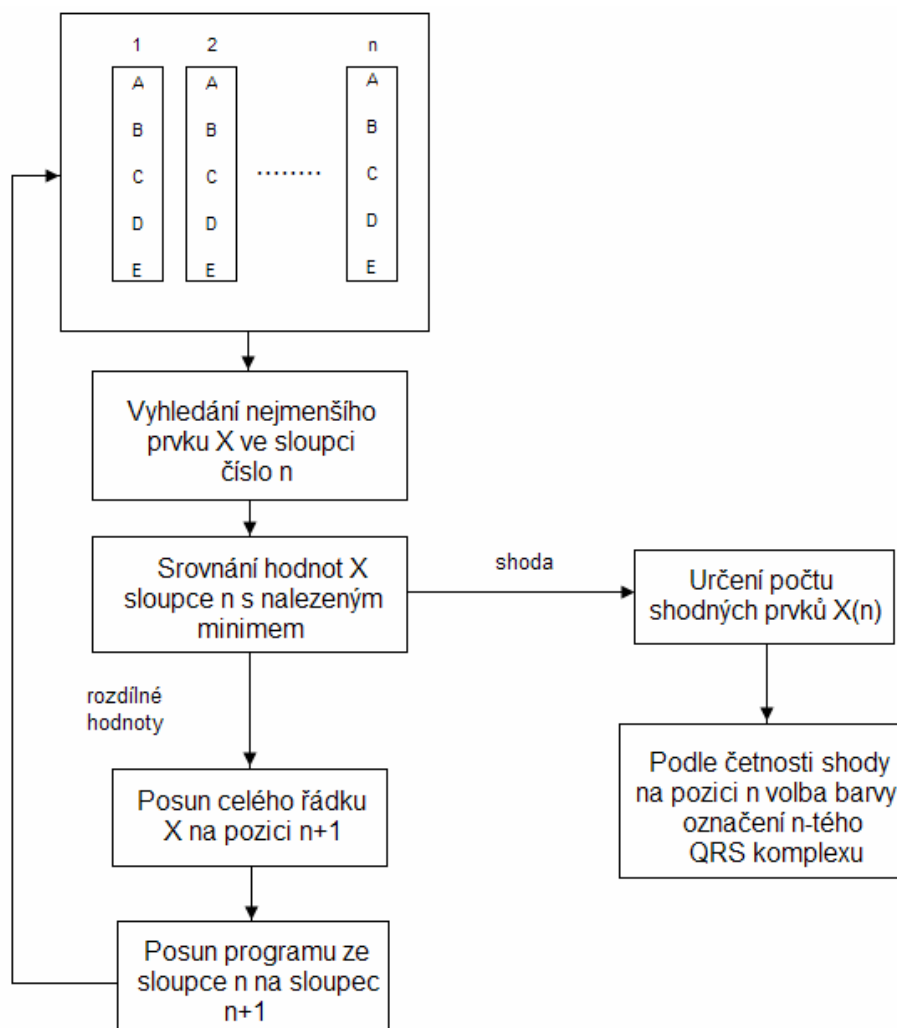 1 2 n
A A A
B B B
C C ........ C
D D D
E E E
Vyhledání nejmenšího
prvku X ve sloupci
číslo n
Srovnání hodnot X
sloupce n s nalezeným
minimem
shoda
Určení počtu
shodných prvků X(n)
rozdílné
hodnoty
Podle četnosti shody
na pozici n volba barvy
označení n-tého
QRS komplexu
Posun celého řádku
X na pozici n+1
Posun programu ze
sloupce n na sloupec
n+1